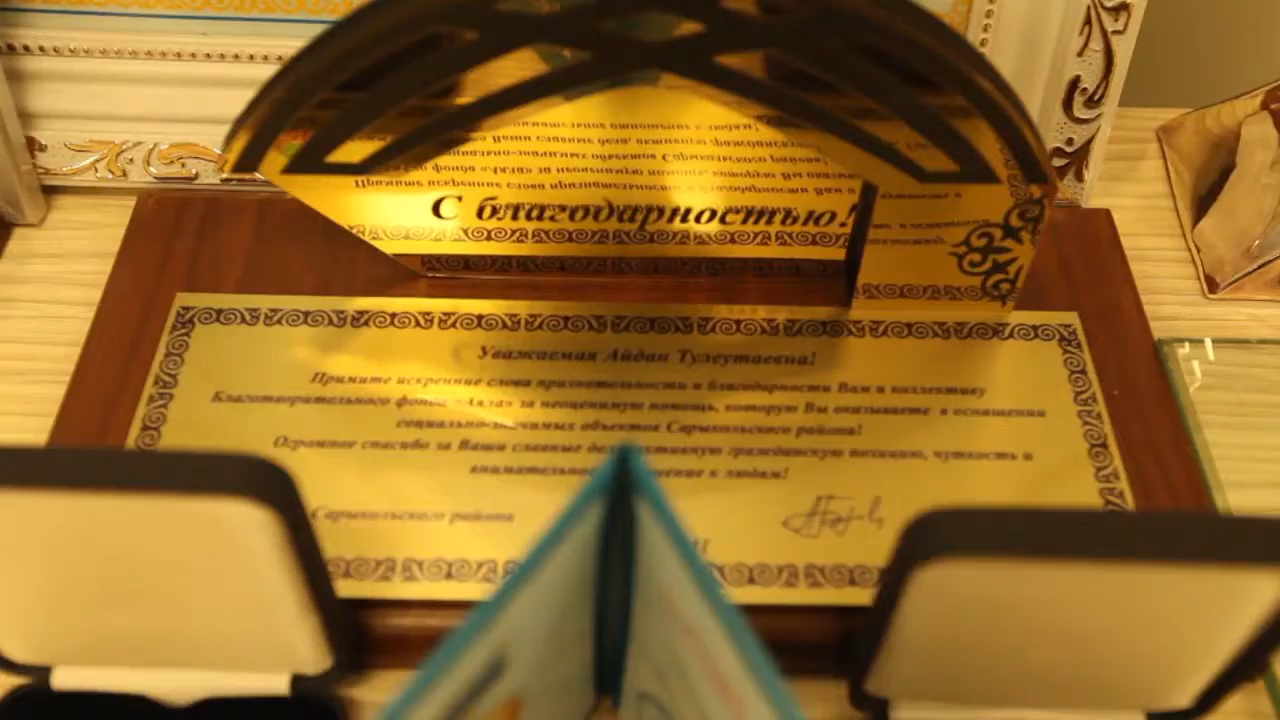 С благодарностью!
Уважаемая Айдан Тулеутаевна!
Примите искренние слова признательности и благодарности Вам и коллективу
Благотворительного фонда «Аяла» за неоценимую помощь, которую Вы оказываете в оснащении
социально-значимых объектов Сарыкольского района!
Огромное спасибо за Ваши славные дела, активную гражданскую позицию, чуткость и
внимательное отношение к людям!
Сарыкольского района